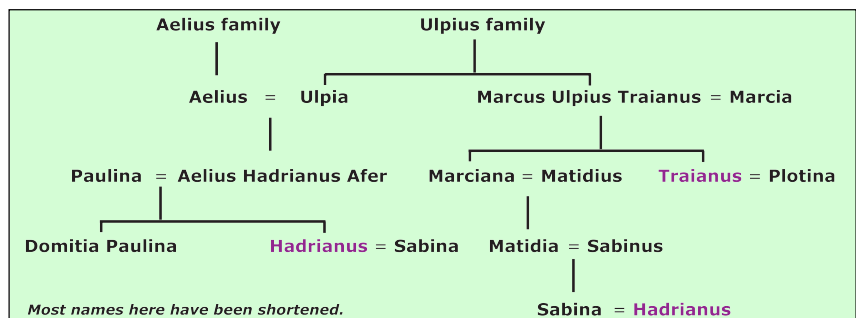 Aelius family Ulpius family
Aelius = Ulpia Marcus Ulpius Traianus = Marcia
Paulina = Aelius Hadrianus Afer Marciana = Matidius Traianus = Plotina
Domitia Paulina Hadrianus = Sabina Matidia = Sabinus
Most names here have been shortened. Sabina = Hadrianus